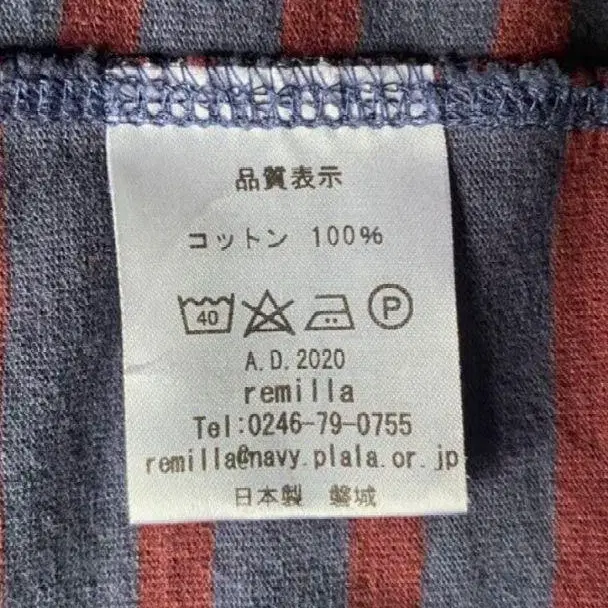 品質表示
コットン 100%
40 P
A.D.2020
remilla
Tel:0246-79-0755
remilla@navy.plala.or.jp
日本製 磐城